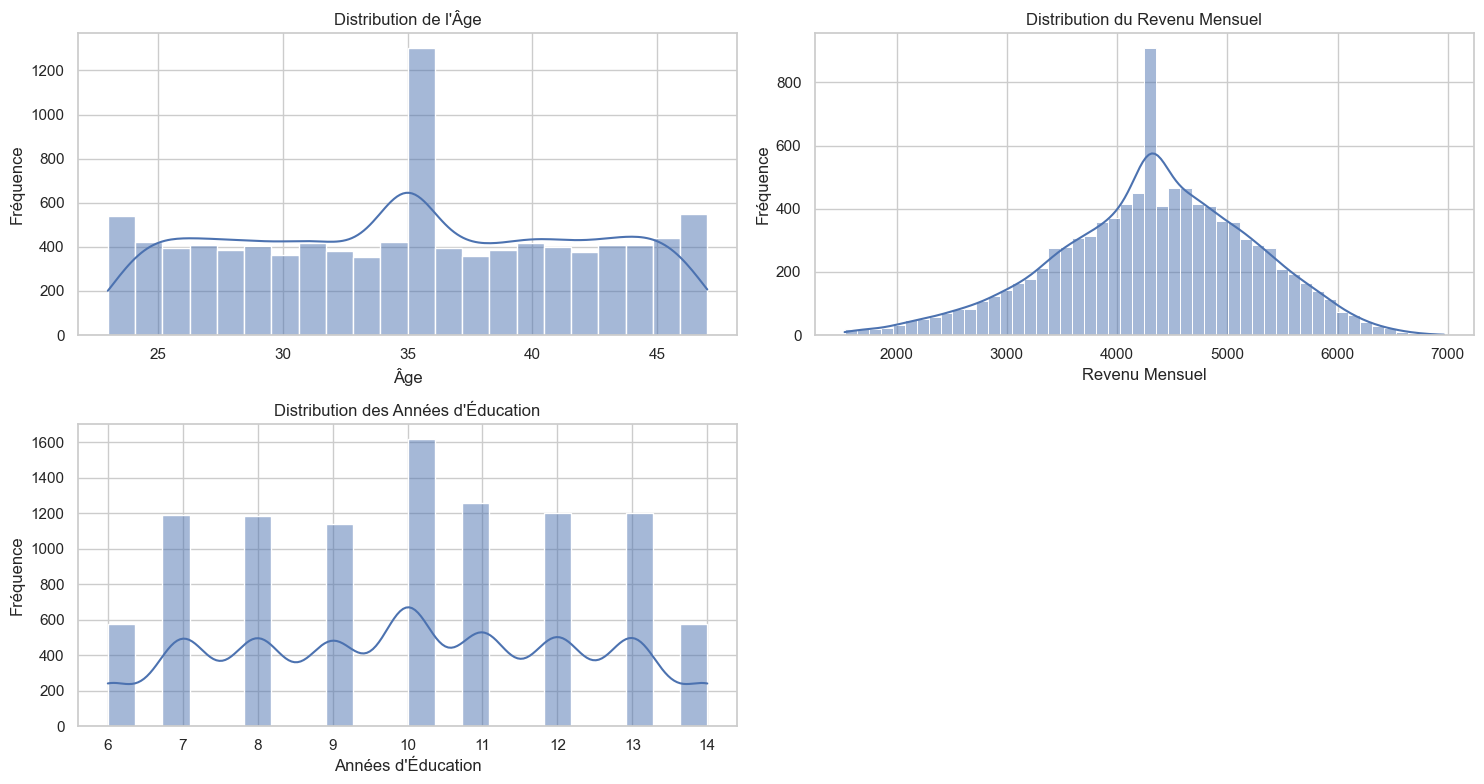 Distribution de l'Âge
Fréquence
1200
1000
800
600
400
200
0
25 30 35 40 45
Âge
Distribution du Revenu Mensuel
Fréquence
800
600
400
200
0
2000 3000 4000 5000 6000 7000
Revenu Mensuel
Distribution des Années d'Éducation
Fréquence
1600
1400
1200
1000
800
600
400
200
0
6 7 8 9 10 11 12 13 14
Années d'Éducation